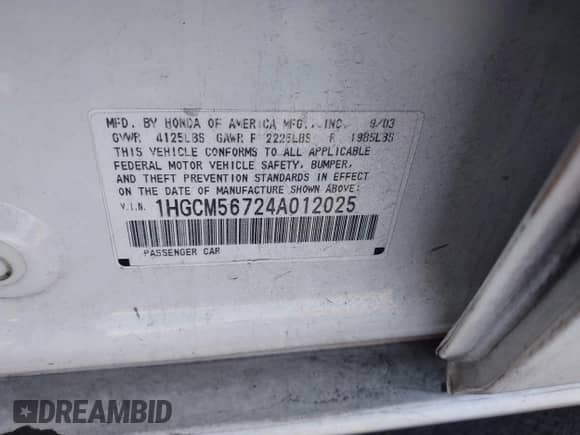 MFD. BY HONDA OF AMERICA MFG., INC. 9/03
GVWR 4125LBS GAWR F 2225LBS R 1985LBS
THIS VEHICLE CONFORMS TO ALL APPLICABLE
FEDERAL MOTOR VEHICLE SAFETY, BUMPER,
AND THEFT PREVENTION STANDARDS IN EFFECT
ON THE DATE OF MANUFACTURE SHOWN ABOVE:
V.I.N. 1HGCM56724A012025
PASSENGER CAR
DREAMBID